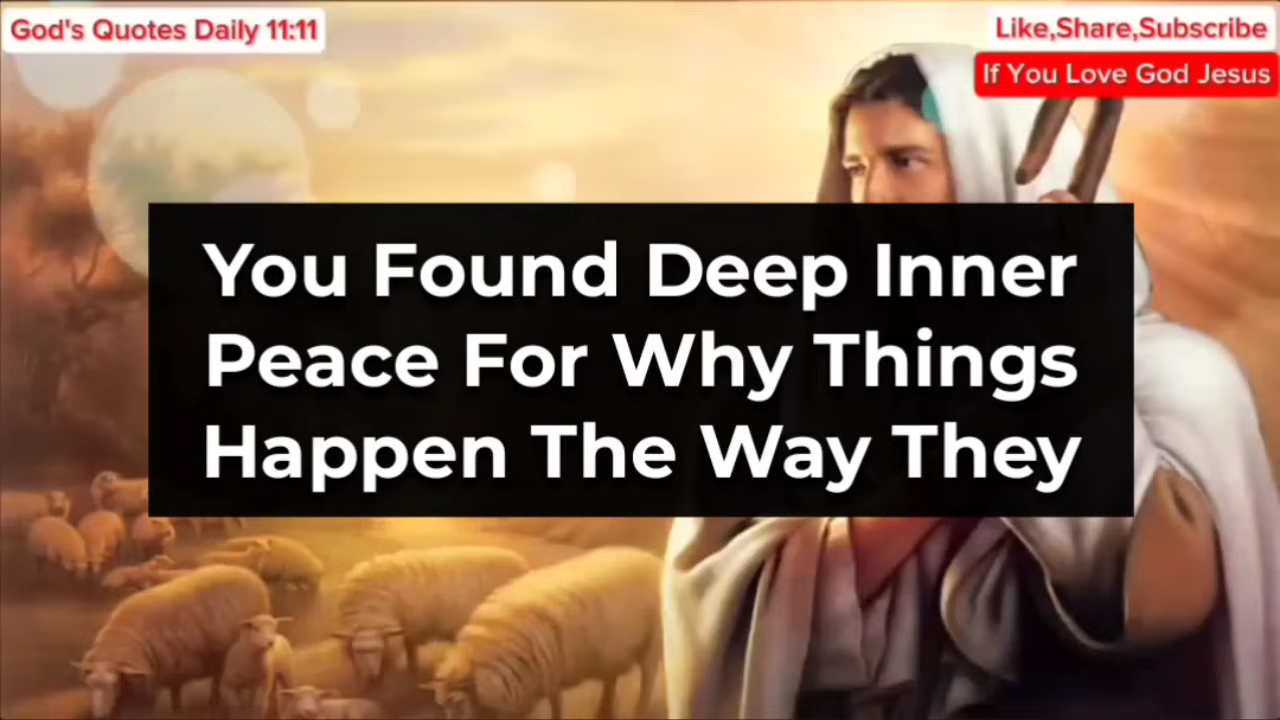 God's Quotes Daily 11:11
Like,Share,Subscribe
If You Love God Jesus
You Found Deep Inner
Peace For Why Things
Happen The Way They